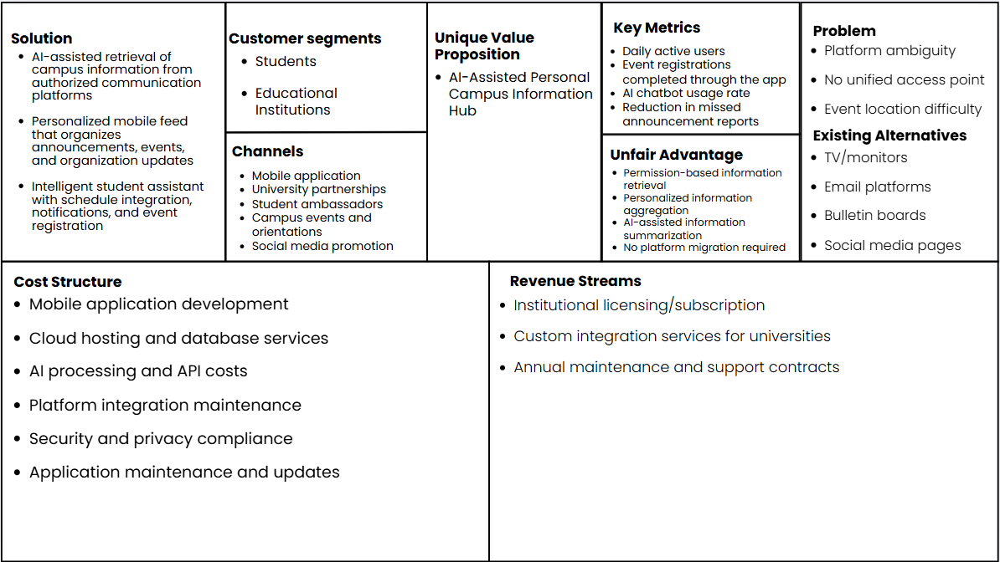 Solution
• AI-assisted retrieval of
campus information from
authorized communication
platforms
• Personalized mobile feed
that organizes
announcements, events,
and organization updates
• Intelligent student assistant
with schedule integration,
notifications, and event
registration
Customer segments
• Students
• Educational
Institutions
Channels
• Mobile application
• University partnerships
• Student ambassadors
• Campus events and
orientations
• Social media promotion
Unique Value
Proposition
• AI-Assisted Personal
Campus Information
Hub
Key Metrics
• Daily active users
• Event registrations
completed through the app
• AI chatbot usage rate
• Reduction in missed
announcement reports
Unfair Advantage
• Permission-based information
retrieval
• Personalized information
aggregation
• AI-assisted information
summarization
• No platform migration required
Problem
• Platform ambiguity
• No unified access point
• Event location difficulty
Existing Alternatives
• TV/monitors
• Email platforms
• Bulletin boards
• Social media pages
Cost Structure
• Mobile application development
• Cloud hosting and database services
• AI processing and API costs
• Platform integration maintenance
• Security and privacy compliance
• Application maintenance and updates
Revenue Streams
• Institutional licensing/subscription
• Custom integration services for universities
• Annual maintenance and support contracts